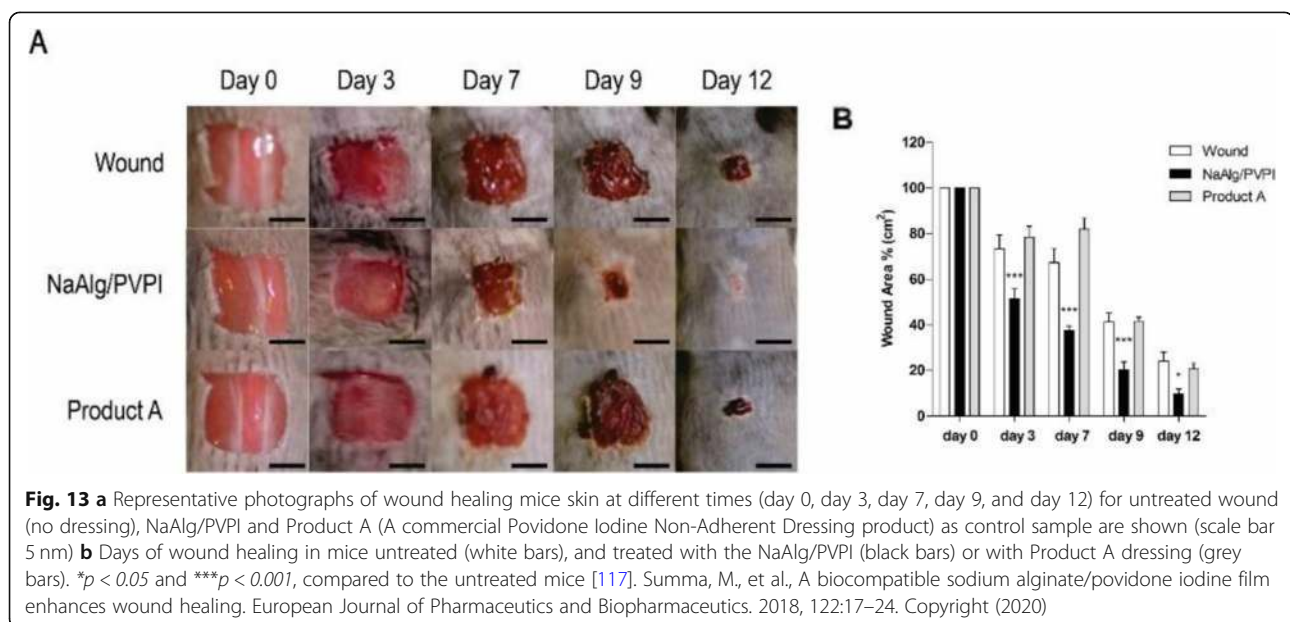 A
Day 0 Day 3 Day 7 Day 9 Day 12
Wound
NaAlg/PVPI
Product A
B
Wound
NaAlg/PVPI
Product A
Wound Area % (cm²)
120
100
80
60
40
20
0
***
***
***
*
day 0 day 3 day 7 day 9 day 12
Fig. 13 a Representative photographs of wound healing mice skin at different times (day 0, day 3, day 7, day 9, and day 12) for untreated wound
(no dressing), NaAlg/PVPI and Product A (A commercial Povidone Iodine Non-Adherent Dressing product) as control sample are shown (scale bar
5 nm) b Days of wound healing in mice untreated (white bars), and treated with the NaAlg/PVPI (black bars) or with Product A dressing (grey
bars). *p < 0.05 and ***p < 0.001, compared to the untreated mice [117]. Summa, M., et al., A biocompatible sodium alginate/povidone iodine film
enhances wound healing. European Journal of Pharmaceutics and Biopharmaceutics. 2018, 122:17–24. Copyright (2020)